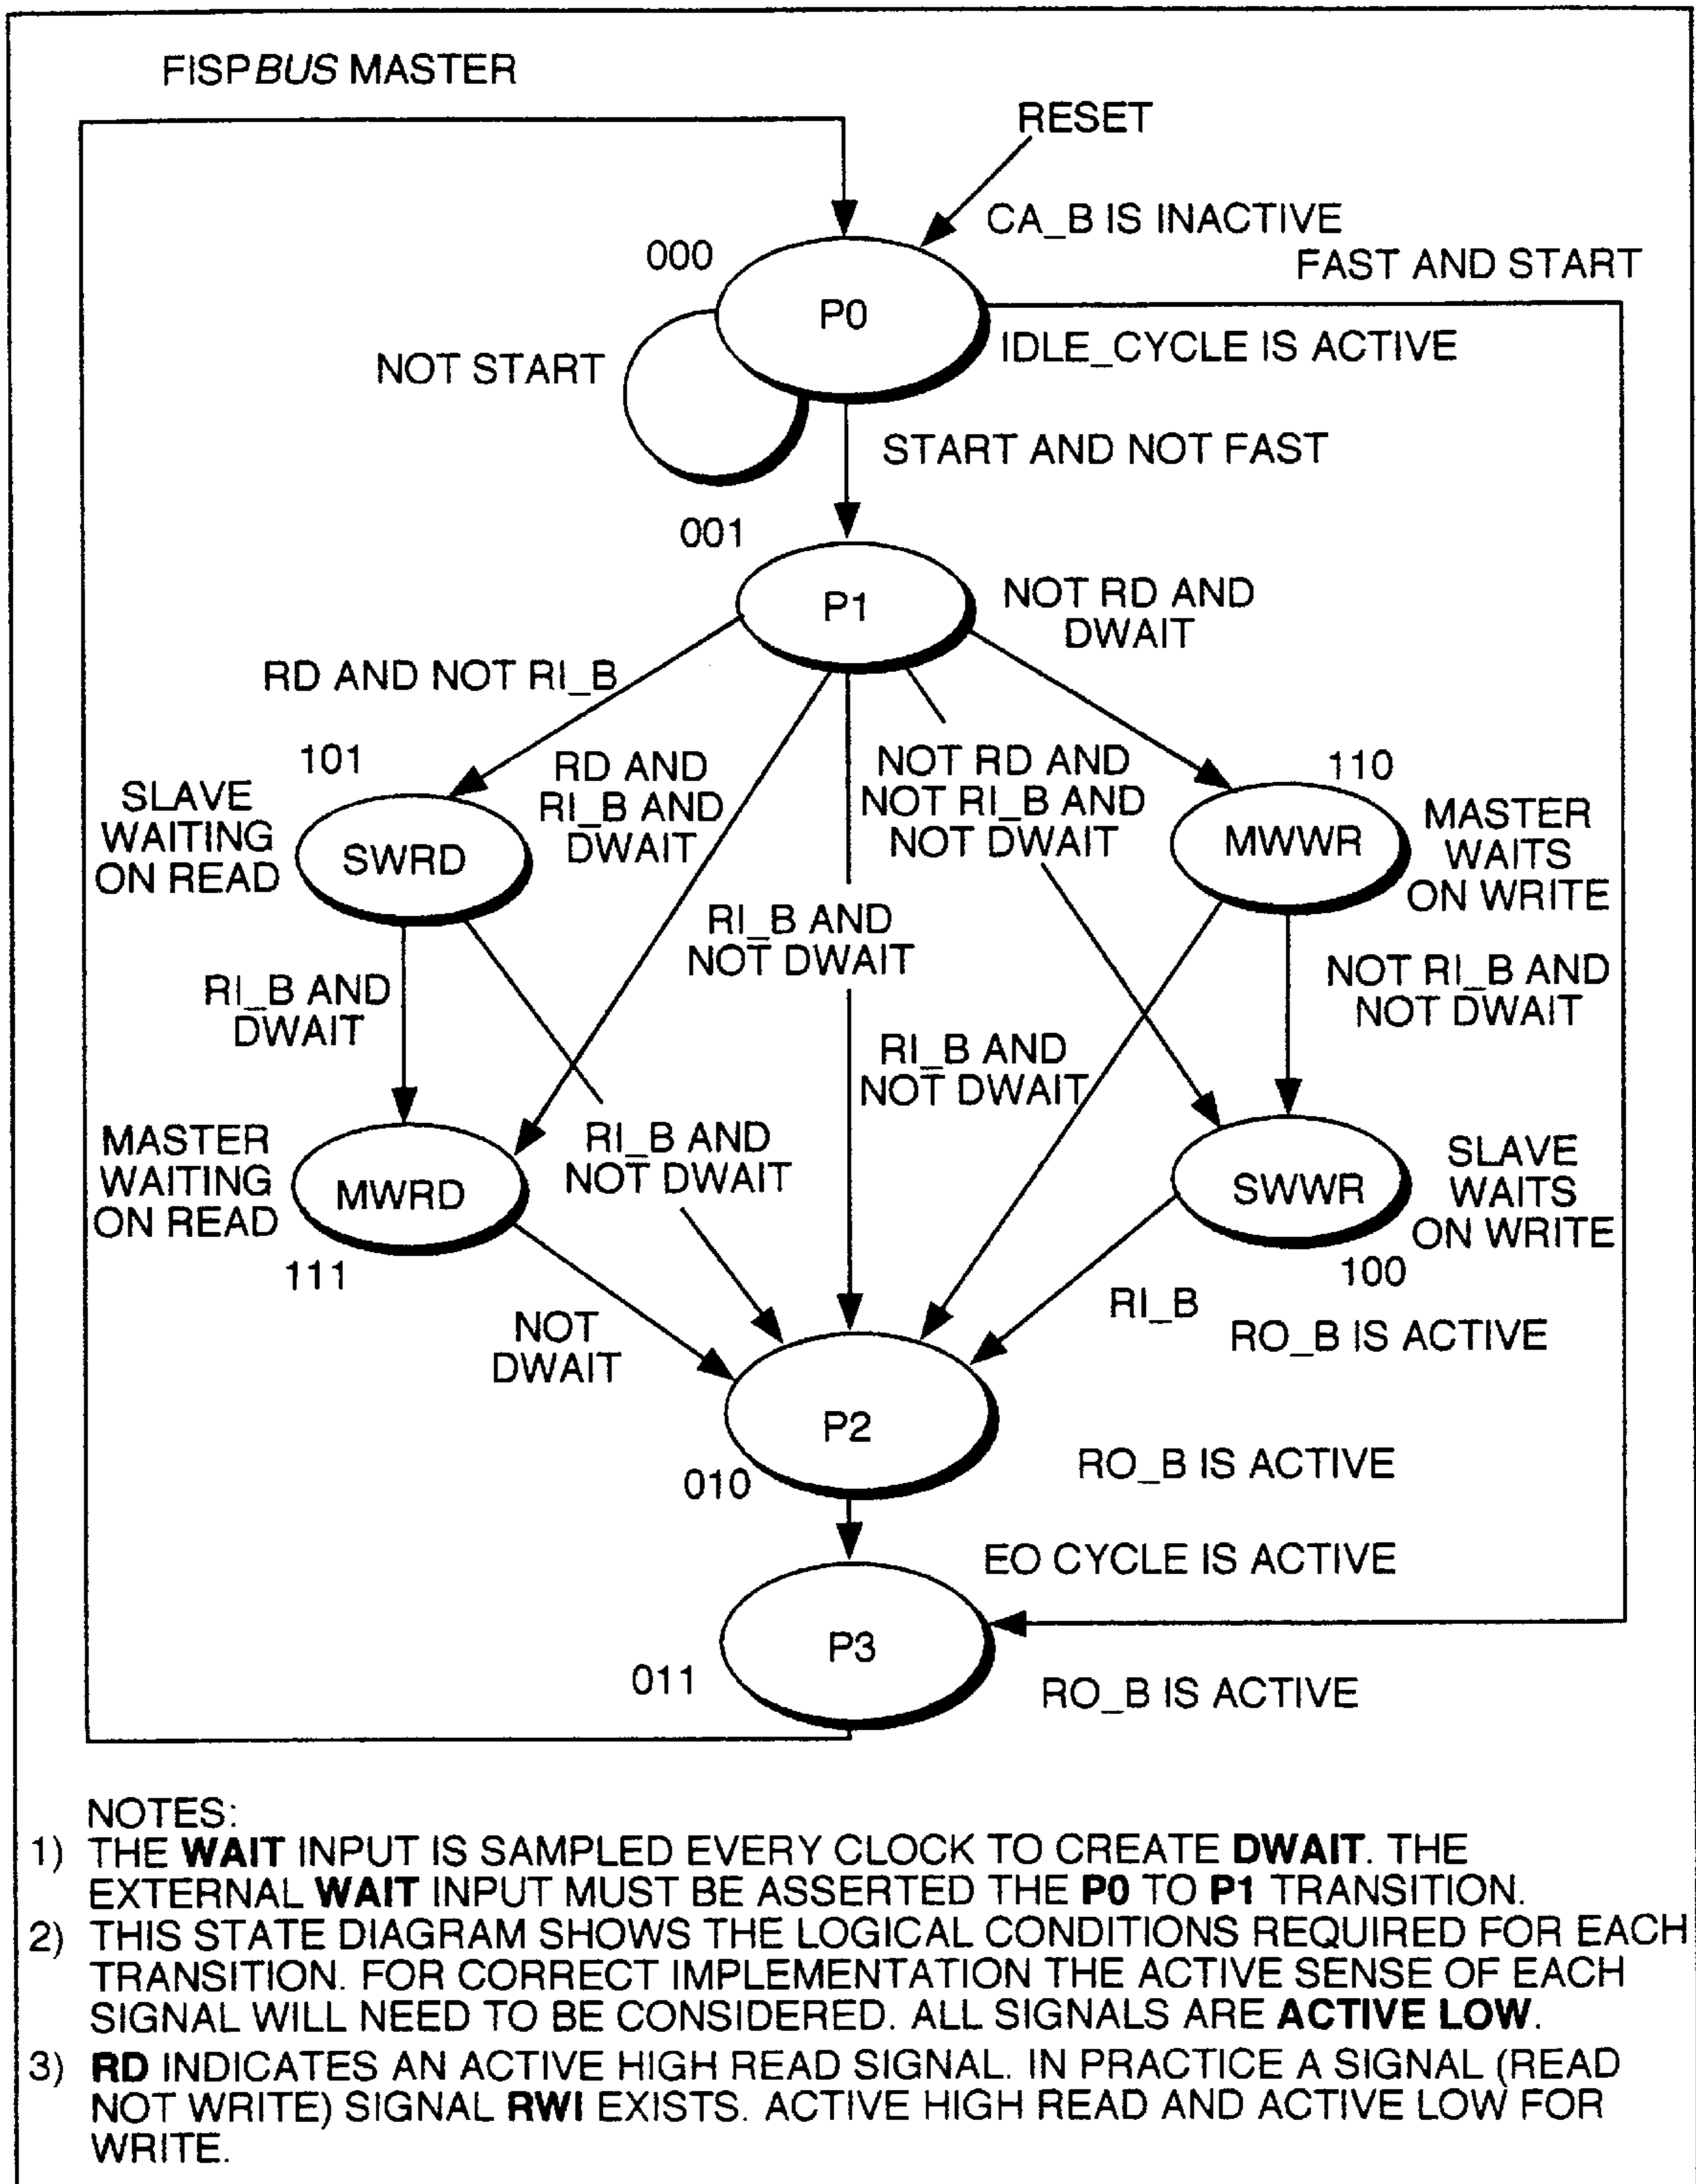 FISPBUS MASTER
RESET
CA_B IS INACTIVE
000
FAST AND START
P0
IDLE_CYCLE IS ACTIVE
NOT START
START AND NOT FAST
001
P1
NOT RD AND
DWAIT
RD AND NOT RI_B
101
SLAVE
WAITING
ON READ
SWRD
RD AND
RI_B AND
DWAIT
NOT RD AND
NOT RI_B AND
NOT DWAIT
110
MWWR
MASTER
WAITS
ON WRITE
RI_B AND
NOT DWAIT
RI_B AND
DWAIT
NOT RI_B AND
NOT DWAIT
RI_B AND
NOT DWAIT
MASTER
WAITING
ON READ
MWRD
111
RI_B AND
NOT DWAIT
SWWR
SLAVE
WAITS
ON WRITE
100
RI_B
RO_B IS ACTIVE
NOT
DWAIT
P2
010
RO_B IS ACTIVE
EO CYCLE IS ACTIVE
P3
011
RO_B IS ACTIVE
NOTES:
1) THE WAIT INPUT IS SAMPLED EVERY CLOCK TO CREATE DWAIT. THE
EXTERNAL WAIT INPUT MUST BE ASSERTED THE P0 TO P1 TRANSITION.
2) THIS STATE DIAGRAM SHOWS THE LOGICAL CONDITIONS REQUIRED FOR EACH
TRANSITION. FOR CORRECT IMPLEMENTATION THE ACTIVE SENSE OF EACH
SIGNAL WILL NEED TO BE CONSIDERED. ALL SIGNALS ARE ACTIVE LOW.
3) RD INDICATES AN ACTIVE HIGH READ SIGNAL. IN PRACTICE A SIGNAL (READ
NOT WRITE) SIGNAL RWI EXISTS. ACTIVE HIGH READ AND ACTIVE LOW FOR
WRITE.